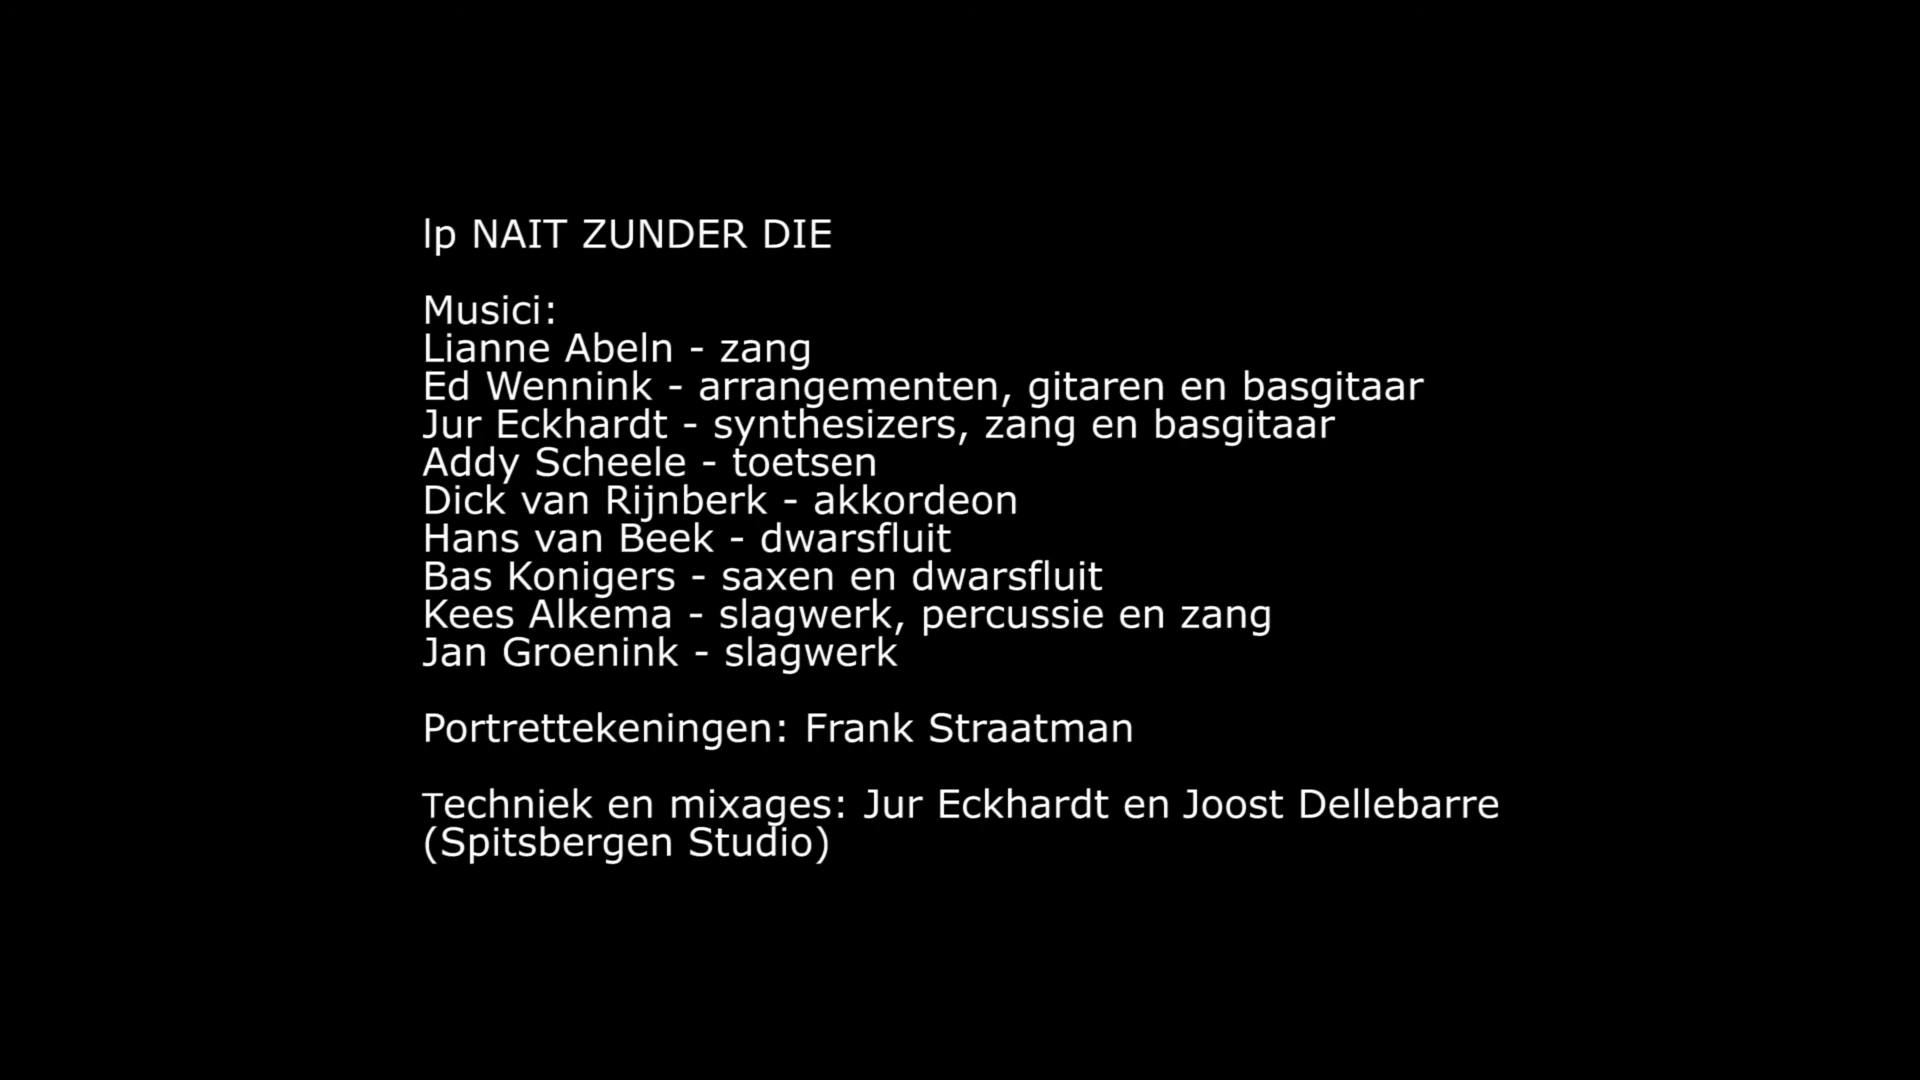 lp NAIT ZUNDER DIE
Musici:
Lianne Abeln - zang
Ed Wennink - arrangementen, gitaren en basgitaar
Jur Eckhardt - synthesizers, zang en basgitaar
Addy Scheele - toetsen
Dick van Rijnberk - akkordeon
Hans van Beek - dwarsfluit
Bas Konigers - saxen en dwarsfluit
Kees Alkema - slagwerk, percussie en zang
Jan Groenink - slagwerk
Portrettekeningen: Frank Straatman
Techniek en mixages: Jur Eckhardt en Joost Dellebarre
(Spitsbergen Studio)